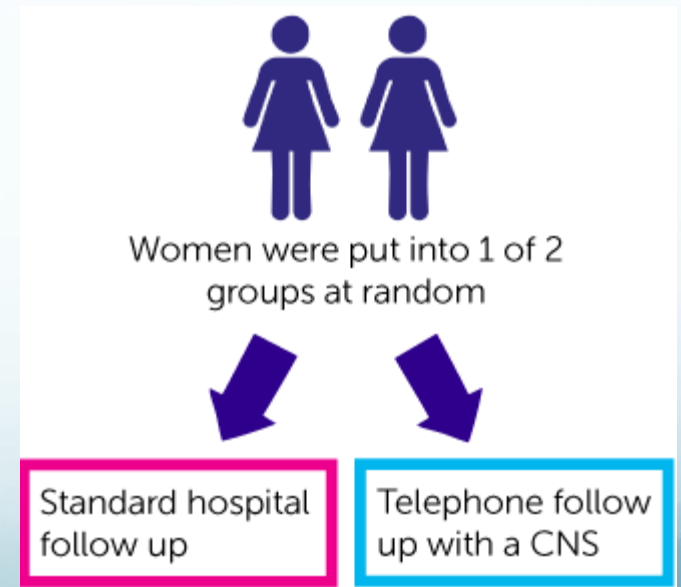 Women were put into 1 of 2
groups at random
Standard hospital
follow up
Telephone follow
up with a CNS